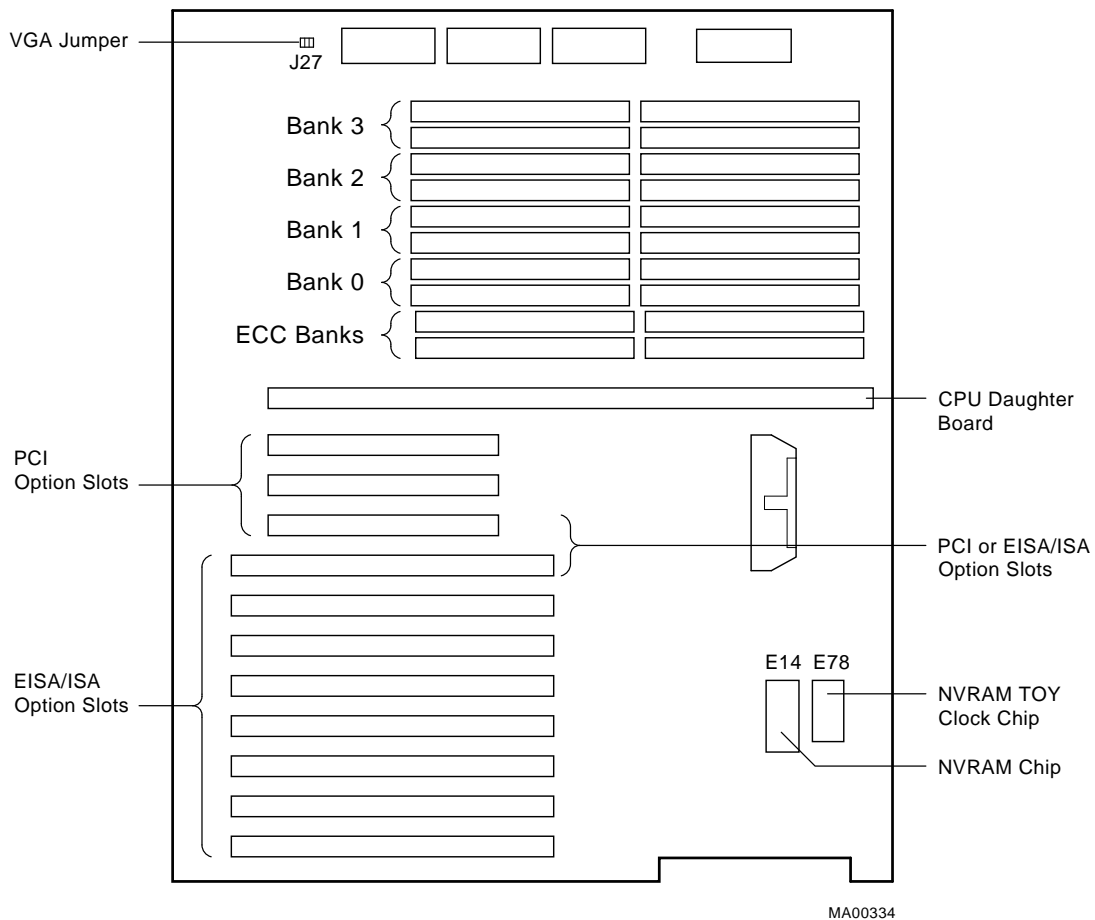 VGA Jumper
J27
Bank 3
Bank 2
Bank 1
Bank 0
ECC Banks
CPU Daughter
Board
PCI
Option Slots
PCI or EISA/ISA
Option Slots
E14 E78
EISA/ISA
Option Slots
NVRAM TOY
Clock Chip
NVRAM Chip
MA00334